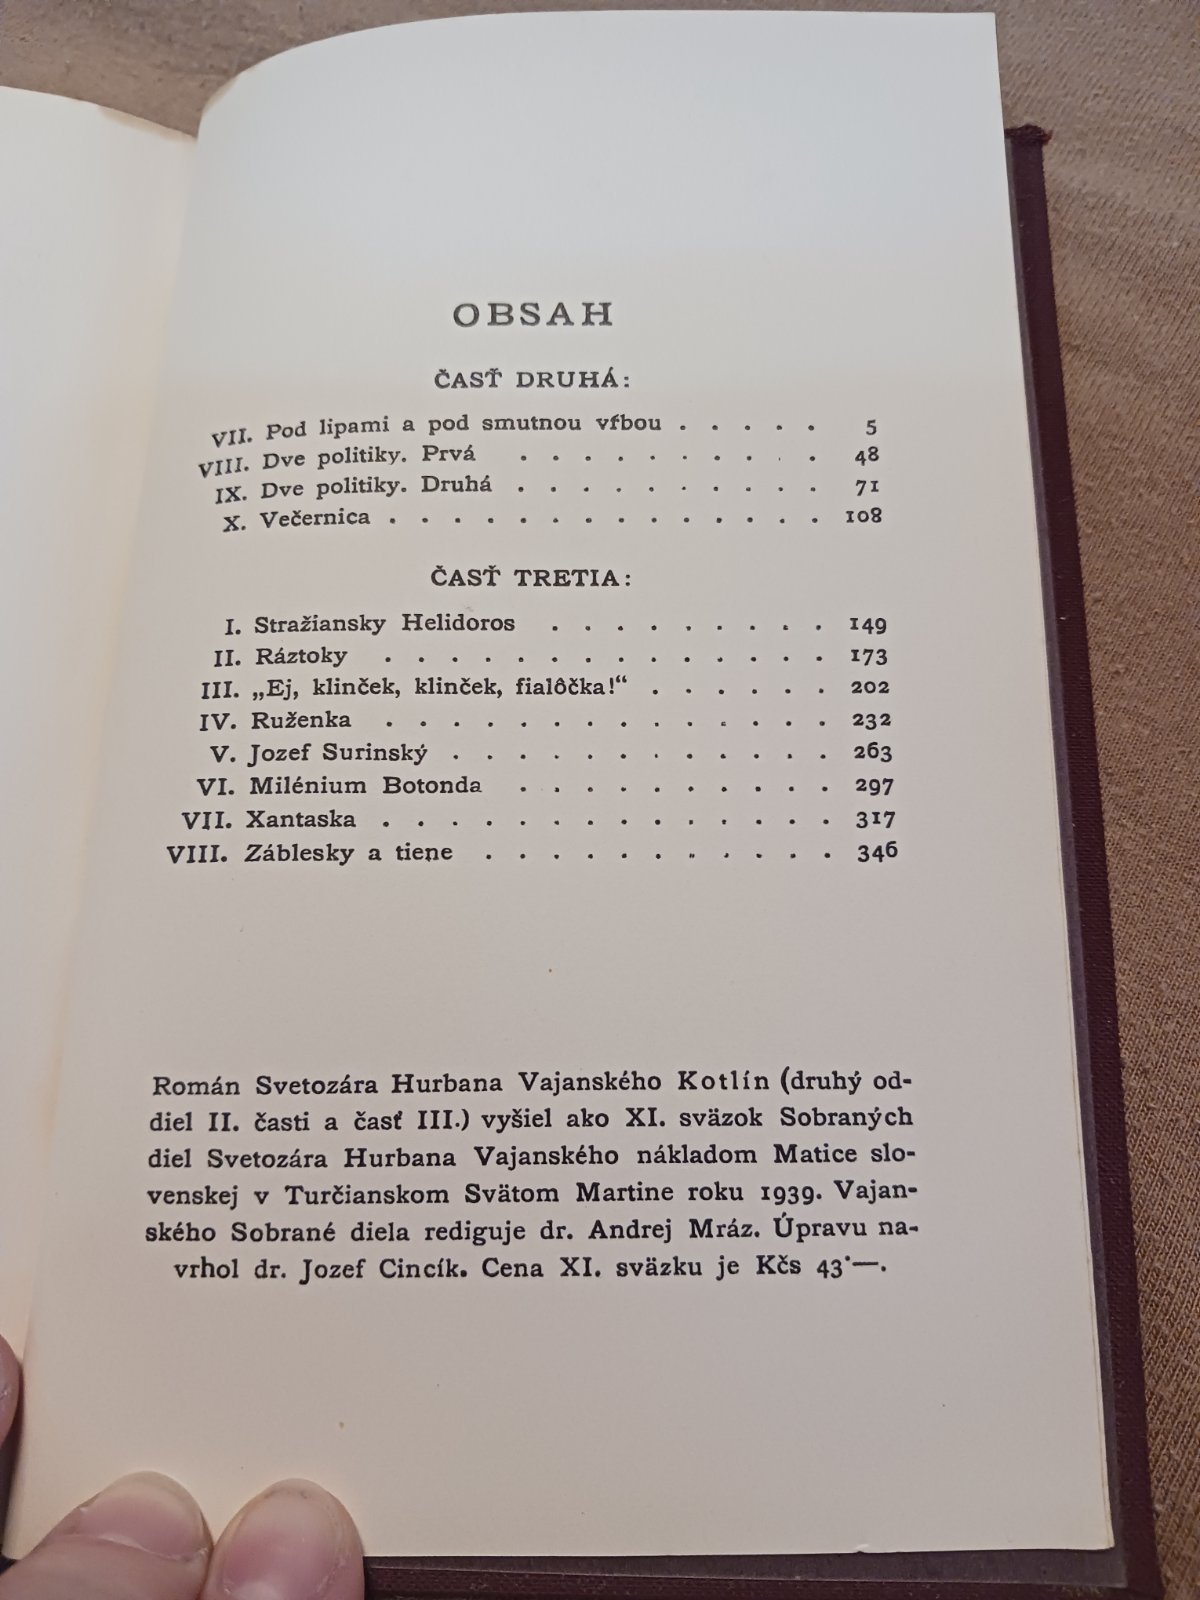 OBSAH
ČASŤ DRUHÁ:
VII. Pod lipami a pod smutnou vŕbou . . . . . 5
VIII. Dve politiky. Prvá . . . . . . . . . . 48
IX. Dve politiky. Druhá . . . . . . . . . . 71
X. Večernica . . . . . . . . . . . . . . 108
ČASŤ TRETIA:
I. Stražiansky Helidoros . . . . . . . . . 149
II. Ráztoky . . . . . . . . . . . . . . 173
III. „Ej, klinček, klinček, fialôčka!“ . . . . . . 202
IV. Ruženka . . . . . . . . . . . . . . 232
V. Jozef Surinský . . . . . . . . . . . . 263
VI. Milénium Botonda . . . . . . . . . . 297
VII. Xantaska . . . . . . . . . . . . . . 317
VIII. Záblesky a tiene . . . . . . . . . . . 346
Román Svetozára Hurbana Vajanského Kotlín (druhý od-
diel II. časti a časť III.) vyšiel ako XI. sväzok Sobraných
diel Svetozára Hurbana Vajanského nákladom Matice slo-
venskej v Turčianskom Svätom Martine roku 1939. Vajan-
ského Sobrané diela rediguje dr. Andrej Mráz. Úpravu na-
vrhol dr. Jozef Cincík. Cena XI. sväzku je Kčs 43·—.